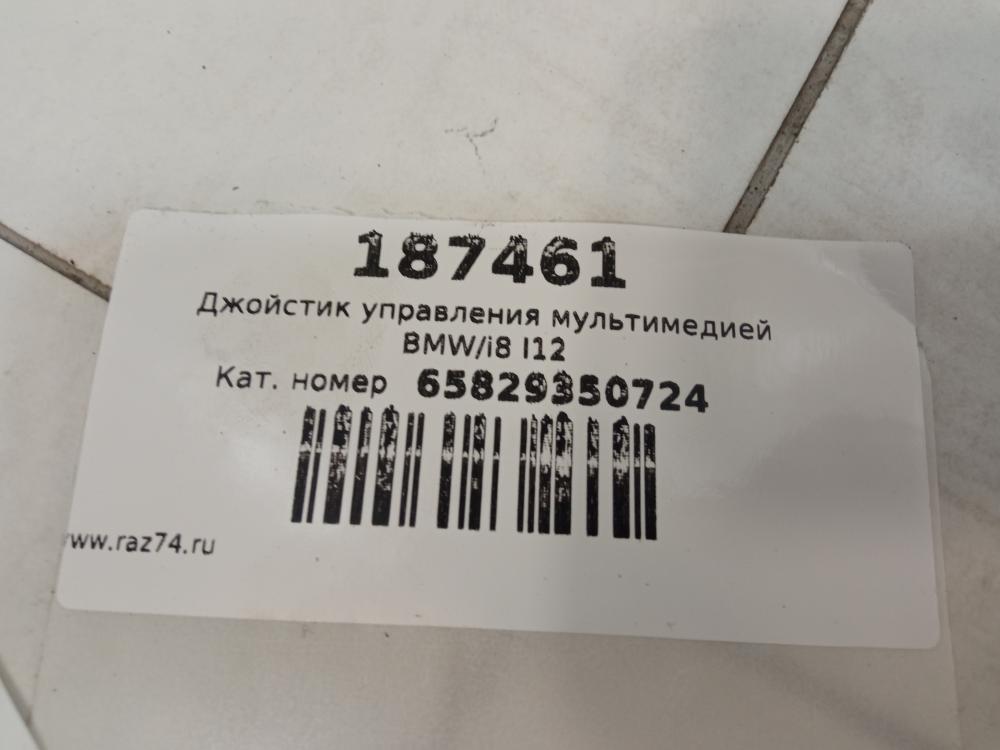 187461
Джойстик управления мультимедией
BMW/i8 I12
Кат. номер 65829350724
www.raz74.ru